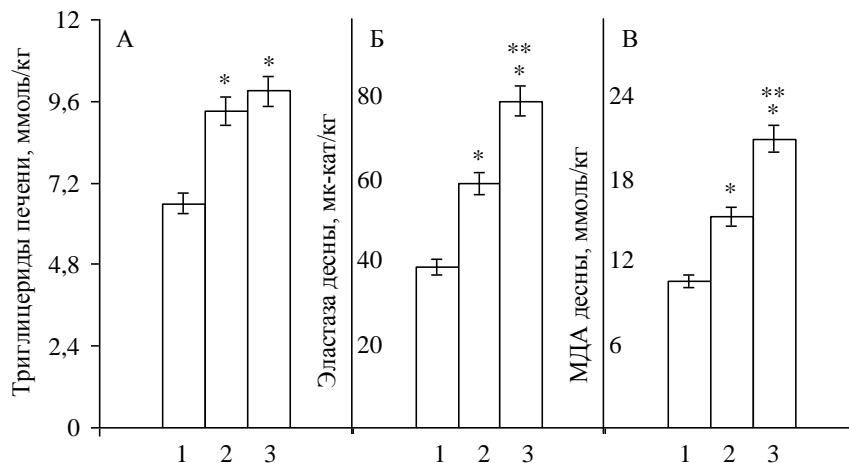 Триглицериды печени, ммоль/кг
12
9,6
7,2
4,8
2,4
0
А
*
*
1 2 3
Эластаза десны, мк-кат/кг
80
60
40
20
Б
*
**
*
1 2 3
МДА десны, ммоль/кг
24
18
12
6
В
*
**
*
1 2 3